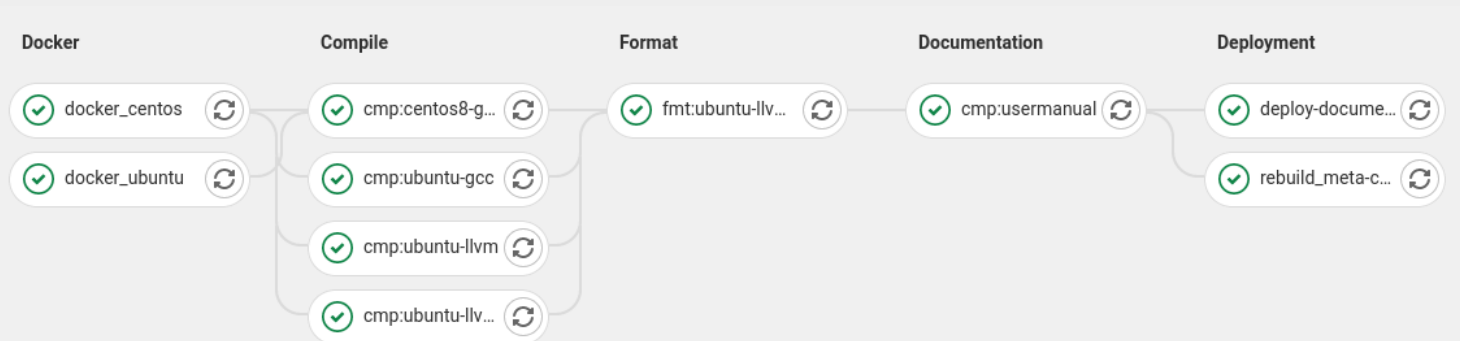 Docker
docker_centos
docker_ubuntu
Compile
cmp:centos8-g...
cmp:ubuntu-gcc
cmp:ubuntu-llvm
cmp:ubuntu-llv...
Format
fmt:ubuntu-llv...
Documentation
cmp:usermanual
Deployment
deploy-docume...
rebuild_meta-c...